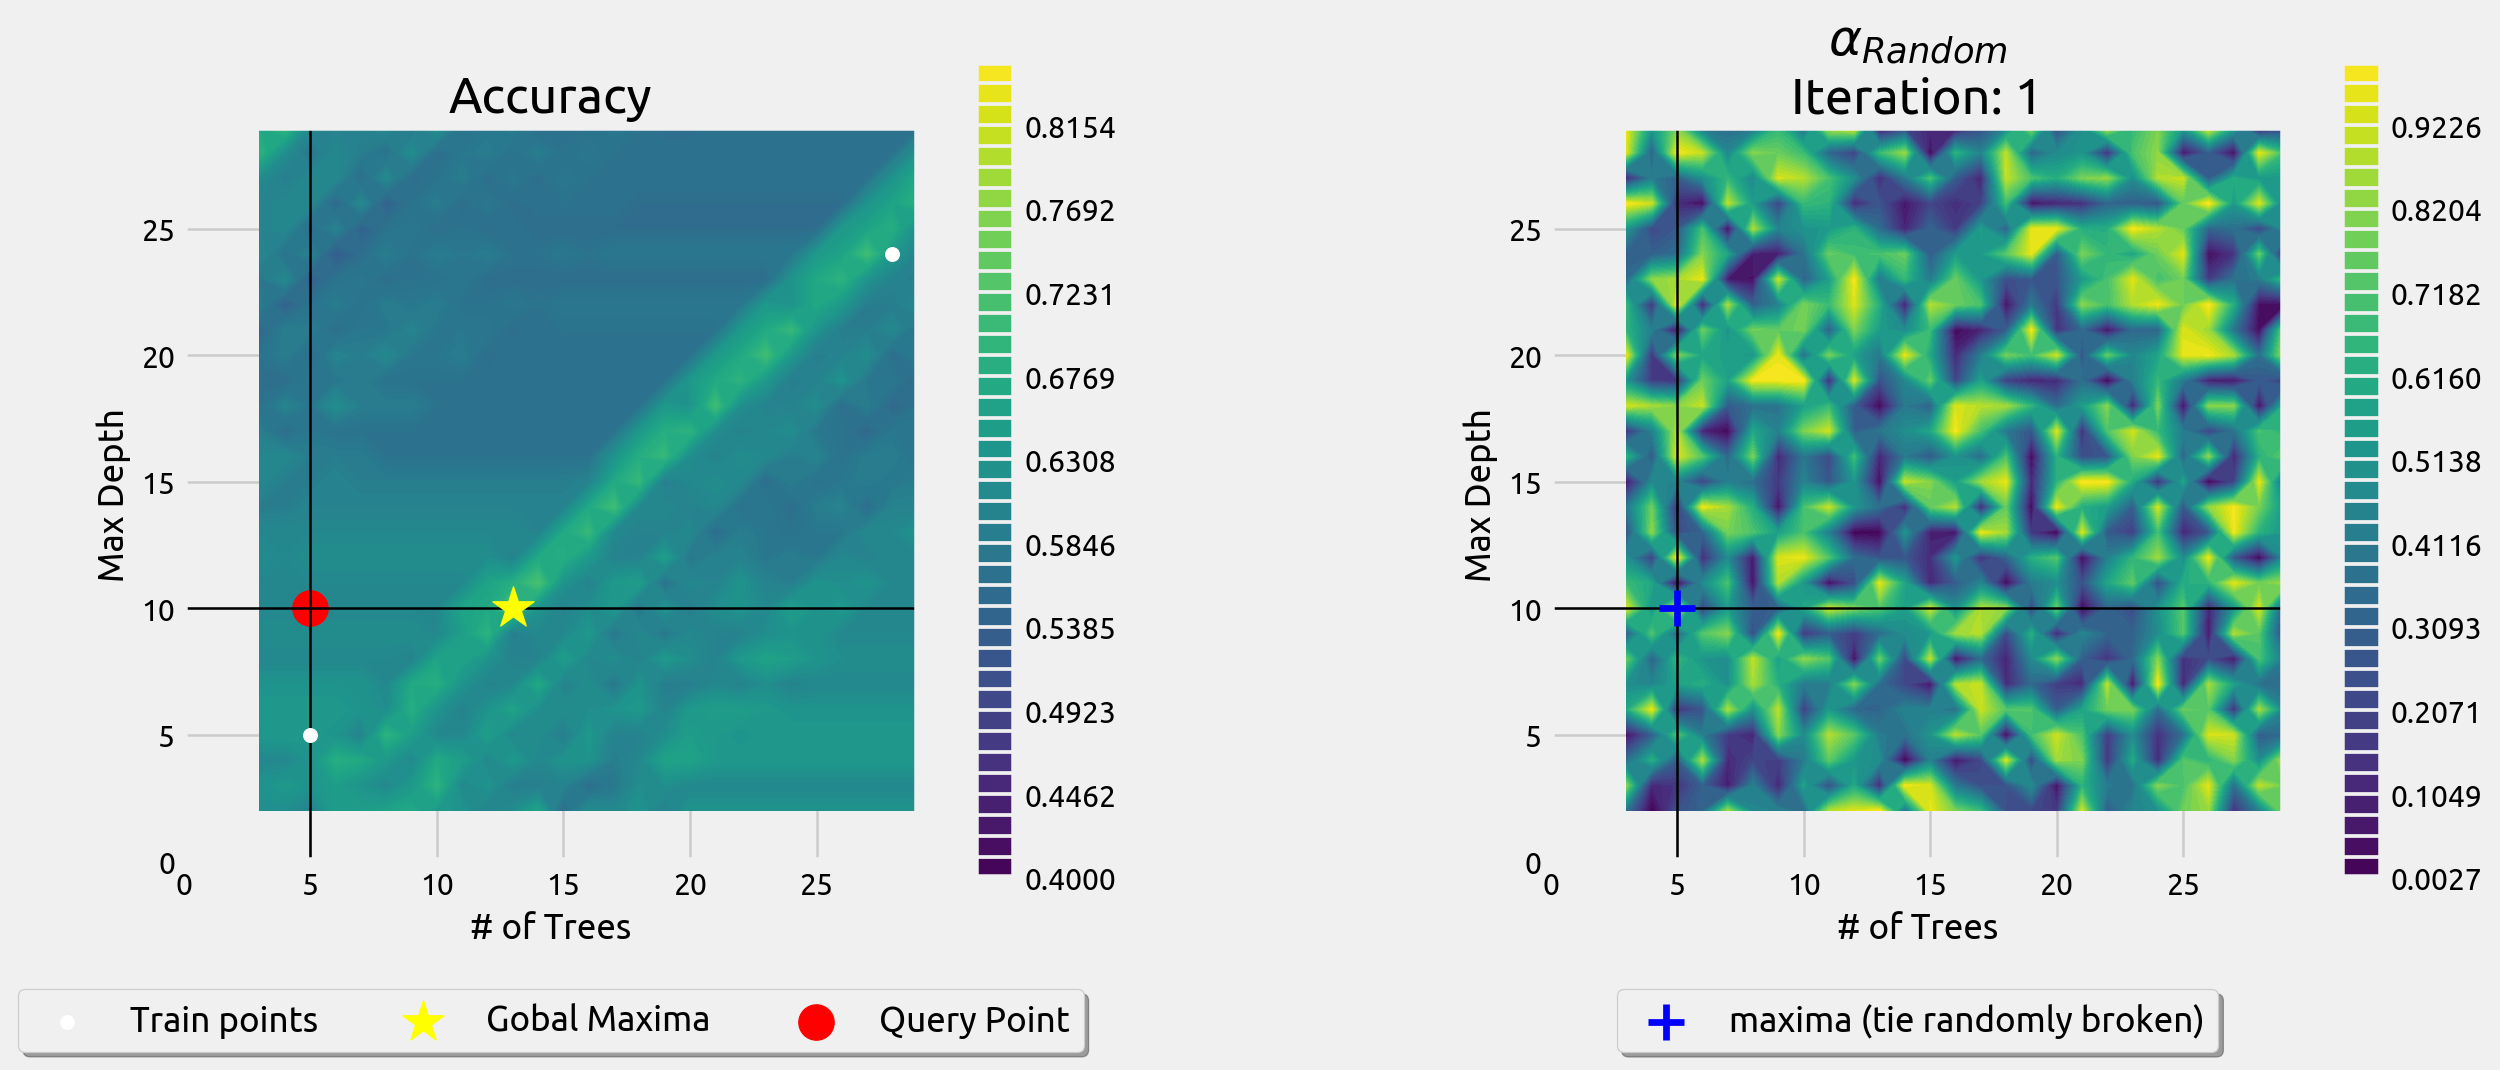 Accuracy
25
20
15
10
5
0
Max Depth
0 5 10 15 20 25
# of Trees
0.8154
0.7692
0.7231
0.6769
0.6308
0.5846
0.5385
0.4923
0.4462
0.4000
Train points Gobal Maxima Query Point
αRandom
Iteration: 1
25
20
15
10
5
0
Max Depth
0 5 10 15 20 25
# of Trees
0.9226
0.8204
0.7182
0.6160
0.5138
0.4116
0.3093
0.2071
0.1049
0.0027
maxima (tie randomly broken)